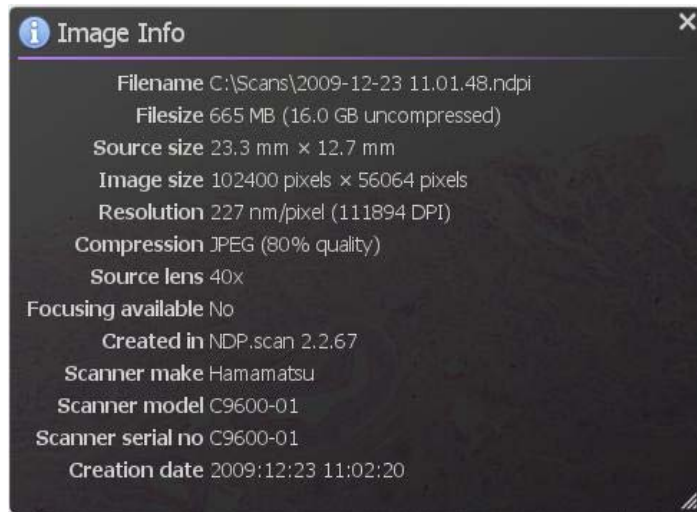 Image Info
Filename C:\Scans\2009-12-23 11.01.48.ndpi
Filesize 665 MB (16.0 GB uncompressed)
Source size 23.3 mm × 12.7 mm
Image size 102400 pixels × 56064 pixels
Resolution 227 nm/pixel (111894 DPI)
Compression JPEG (80% quality)
Source lens 40x
Focusing available No
Created in NDP.scan 2.2.67
Scanner make Hamamatsu
Scanner model C9600-01
Scanner serial no C9600-01
Creation date 2009:12:23 11:02:20